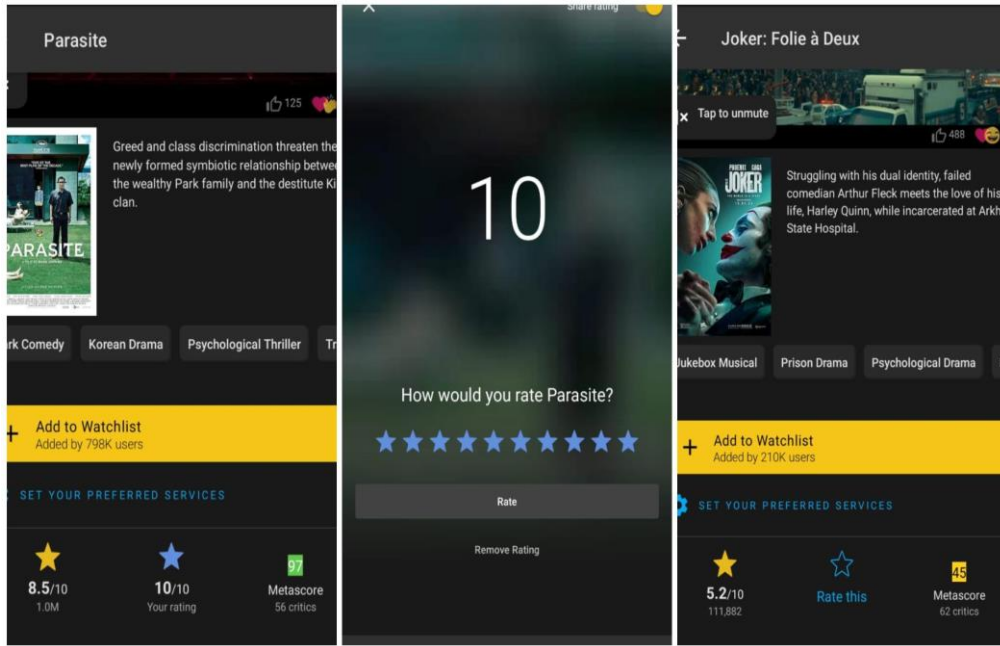 Parasite
125
Greed and class discrimination threaten the
newly formed symbiotic relationship betwee
the wealthy Park family and the destitute Ki
clan.
PARASITE
rk Comedy
Korean Drama
Psychological Thriller
Tr
Add to Watchlist
Added by 798K users
SET YOUR PREFERRED SERVICES
8.5/10
1.0M
10/10
Your rating
97
Metascore
56 critics
Share rating
10
How would you rate Parasite?
Rate
Remove Rating
Joker: Folie à Deux
Tap to unmute
488
PHOENIX GAGA
JOKER
Struggling with his dual identity, failed
comedian Arthur Fleck meets the love of his
life, Harley Quinn, while incarcerated at Arkh
State Hospital.
Jukebox Musical
Prison Drama
Psychological Drama
Add to Watchlist
Added by 210K users
SET YOUR PREFERRED SERVICES
5.2/10
111,882
Rate this
45
Metascore
62 critics